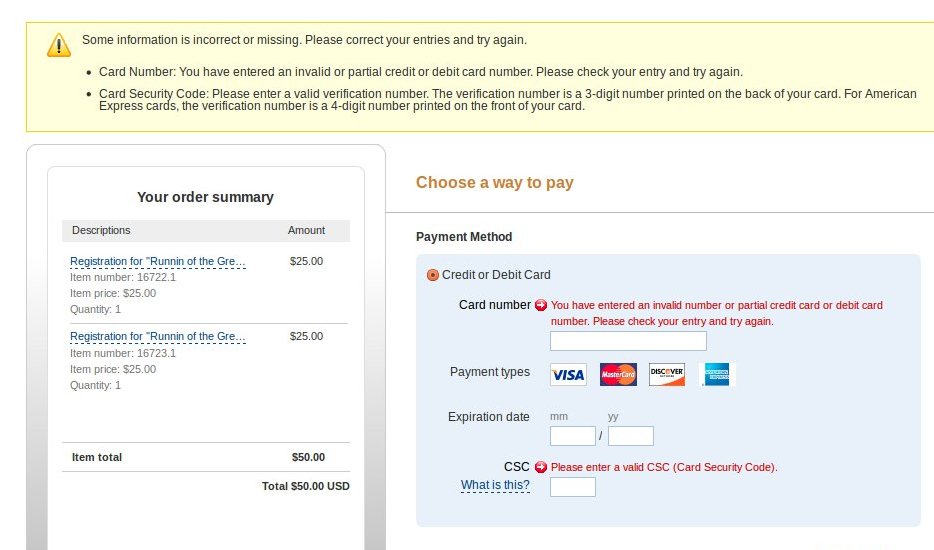 Some information is incorrect or missing. Please correct your entries and try again.
• Card Number: You have entered an invalid or partial credit or debit card number. Please check your entry and try again.
• Card Security Code: Please enter a valid verification number. The verification number is a 3-digit number printed on the back of your card. For American
Express cards, the verification number is a 4-digit number printed on the front of your card.
Your order summary
Descriptions Amount
Registration for "Runnin of the Gre... $25.00
Item number: 16722.1
Item price: $25.00
Quantity: 1
Registration for "Runnin of the Gre... $25.00
Item number: 16723.1
Item price: $25.00
Quantity: 1
Item total $50.00
Total $50.00 USD
Choose a way to pay
Payment Method
Credit or Debit Card
Card number You have entered an invalid number or partial credit card or debit card
number. Please check your entry and try again.
Payment types VISA MasterCard DISCOVER
Expiration date mm yy
/
CSC Please enter a valid CSC (Card Security Code).
What is this?